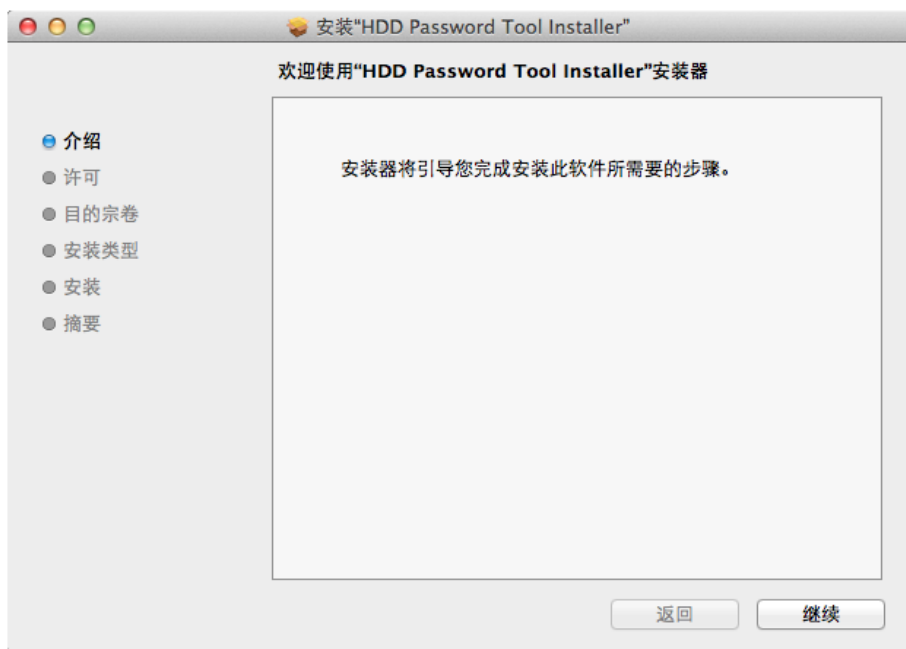 安装“HDD Password Tool Installer”
欢迎使用“HDD Password Tool Installer”安装器
介绍
许可
目的宗卷
安装类型
安装
摘要
安装器将引导您完成安装此软件所需要的步骤。
返回
继续